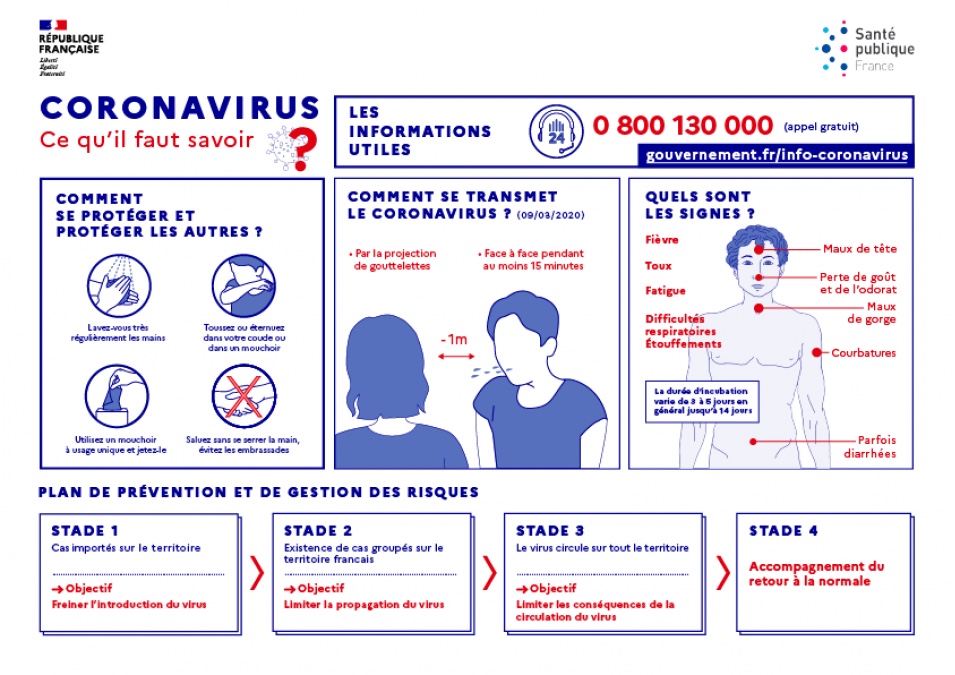 RÉPUBLIQUE
FRANÇAISE
Liberté
Égalité
Fraternité
Santé
publique
France
CORONAVIRUS
Ce qu'il faut savoir
?
LES
INFORMATIONS
UTILES
24
0 800 130 000 (appel gratuit)
gouvernement.fr/info-coronavirus
COMMENT
SE PROTÉGER ET
PROTÉGER LES AUTRES ?
Lavez-vous très
régulièrement les mains
Toussez ou éternuez
dans votre coude ou
dans un mouchoir
Utilisez un mouchoir
à usage unique et jetez-le
Saluez sans se serrer la main,
évitez les embrassades
COMMENT SE TRANSMET
LE CORONAVIRUS ? (09/03/2020)
• Par la projection
de gouttelettes
• Face à face pendant
au moins 15 minutes
-1m
QUELS SONT
LES SIGNES ?
Fièvre
Toux
Fatigue
Difficultés
respiratoires
Étouffements
Maux de tête
Perte de goût
et de l'odorat
Maux
de gorge
Courbatures
La durée d'incubation
varie de 3 à 5 jours en
général jusqu'à 14 jours
Parfois
diarrhées
PLAN DE PRÉVENTION ET DE GESTION DES RISQUES
STADE 1
Cas importés sur le territoire
→ Objectif
Freiner l'introduction du virus
STADE 2
Existence de cas groupés sur le
territoire francais
→ Objectif
Limiter la propagation du virus
STADE 3
Le virus circule sur tout le territoire
→ Objectif
Limiter les conséquences de la
circulation du virus
STADE 4
Accompagnement du
retour à la normale